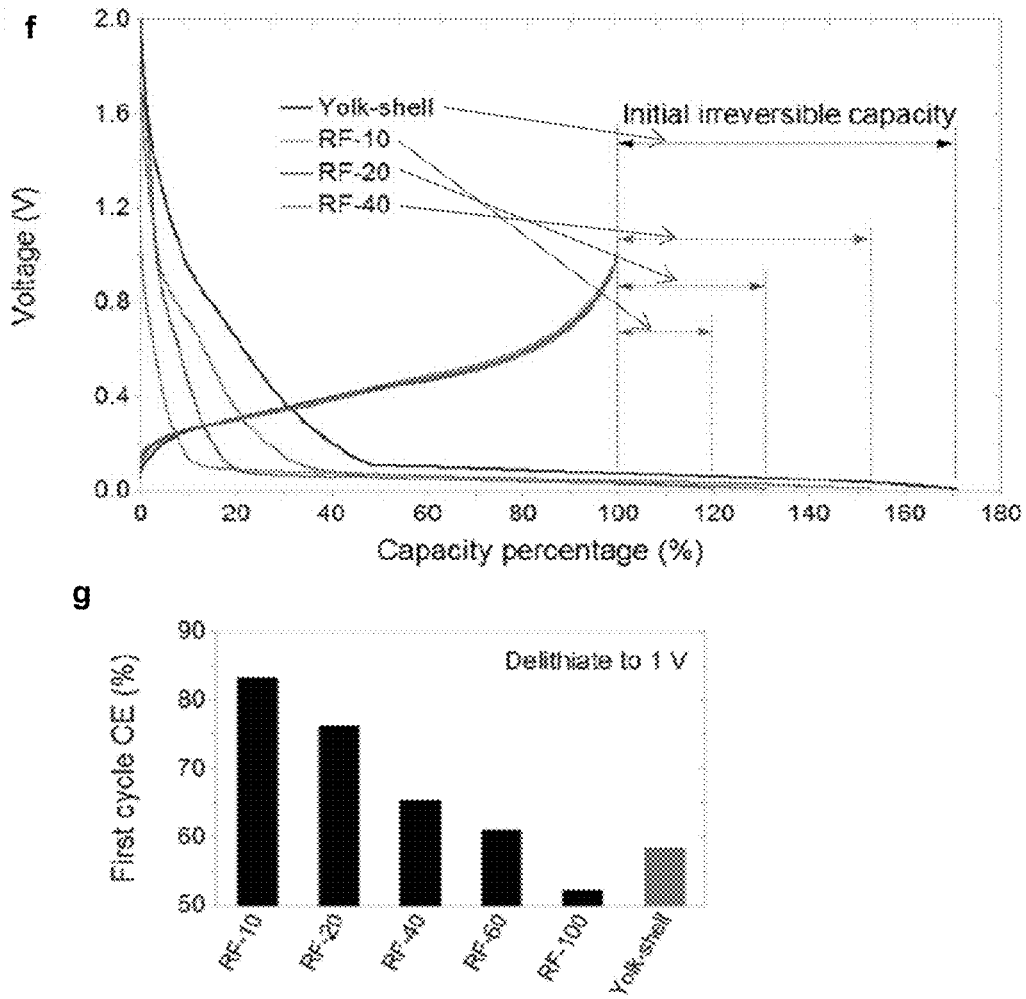 f
2.0
1.6
1.2
0.8
0.4
0.0
Voltage (V)
Yolk-shell
RF-10
RF-20
RF-40
Initial irreversible capacity
0 20 40 60 80 100 120 140 160 180
Capacity percentage (%)
g
90
80
70
60
50
First cycle CE (%)
Delithiate to 1 V
RF-10
RF-20
RF-40
RF-60
RF-100
Yolk-shell